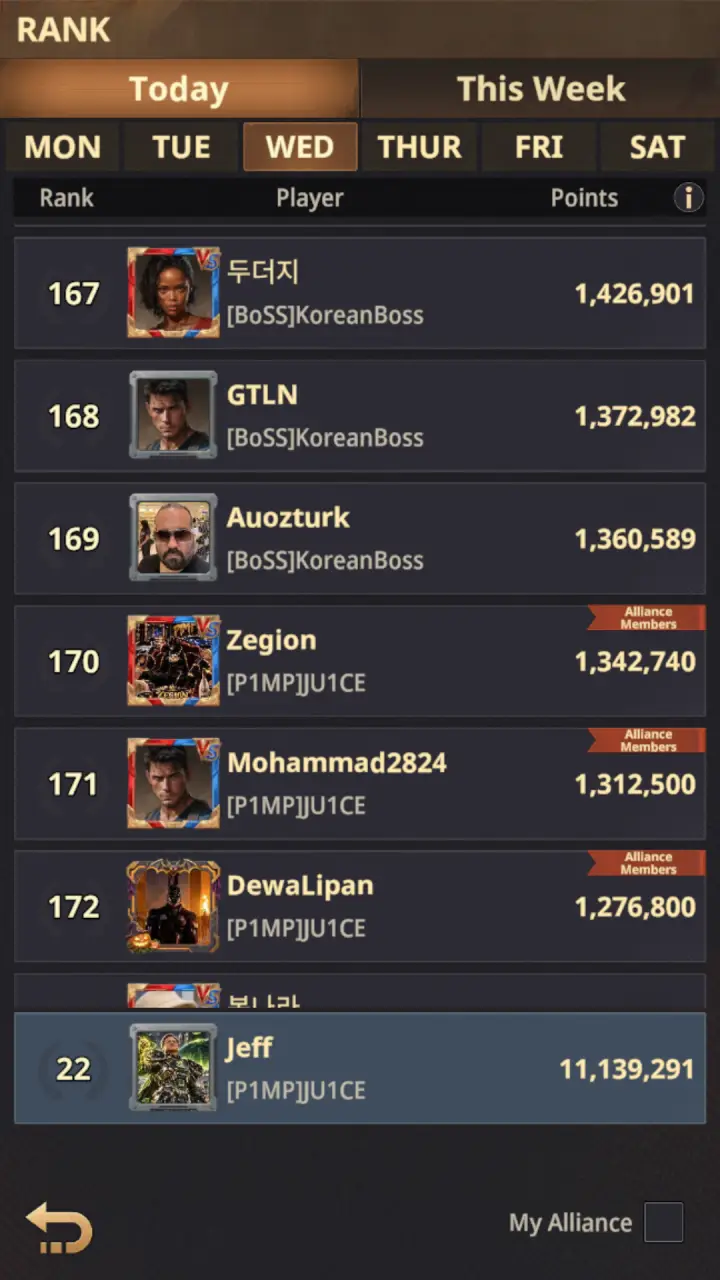 RANK
Today
This Week
MON TUE WED THUR FRI SAT
Rank Player Points
167 두더지 1,426,901
[BoSS]KoreanBoss
168 GTLN 1,372,982
[BoSS]KoreanBoss
169 Auozturk 1,360,589
[BoSS]KoreanBoss
Alliance Members
170 Zegion 1,342,740
[P1MP]JU1CE
Alliance Members
171 Mohammad2824 1,312,500
[P1MP]JU1CE
Alliance Members
172 DewaLipan 1,276,800
[P1MP]JU1CE
22 Jeff 11,139,291
[P1MP]JU1CE
My Alliance